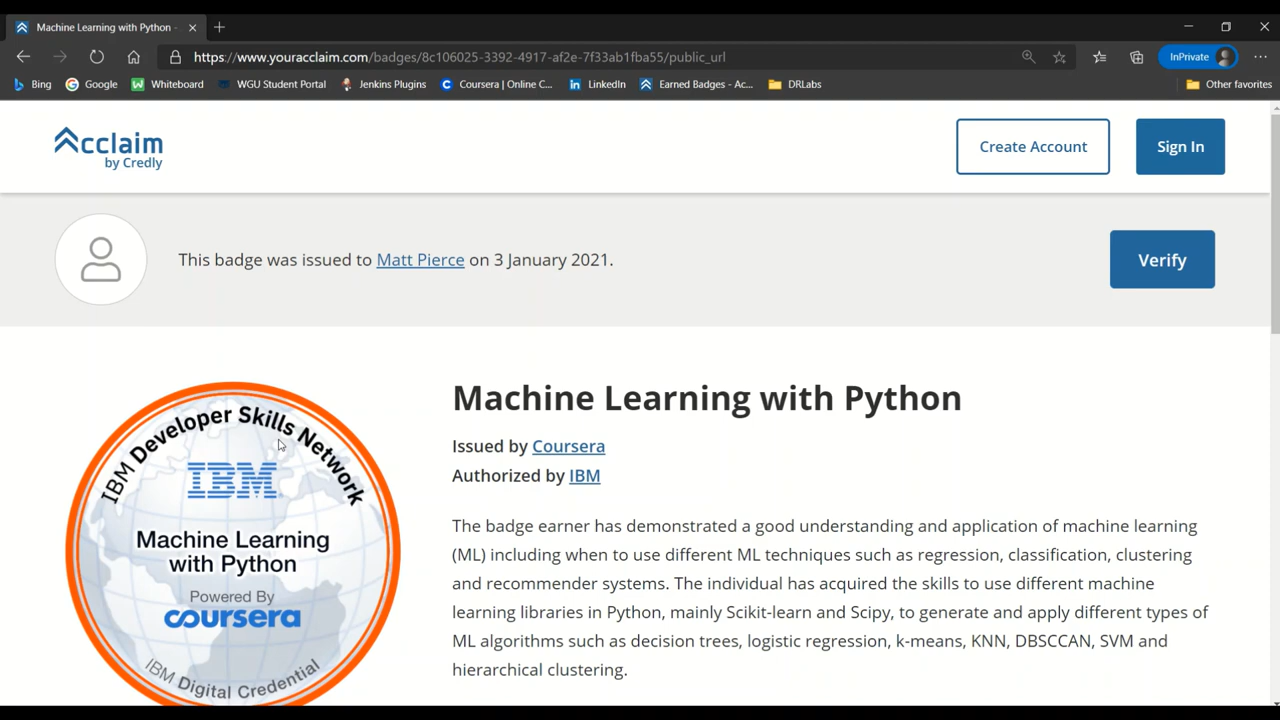 Machine Learning with Python -
https://www.youracclaim.com/badges/8c106025-3392-4917-af2e-7f33ab1fba55/public_url
InPrivate
Bing Google Whiteboard WGU Student Portal Jenkins Plugins Coursera | Online C... LinkedIn Earned Badges - Ac... DRLabs Other favorites
Acclaim
by Credly
Create Account
Sign In
This badge was issued to Matt Pierce on 3 January 2021.
Verify
IBM Developer Skills Network
IBM
Machine Learning
with Python
Powered By
coursera
IBM Digital Credential
Machine Learning with Python
Issued by Coursera
Authorized by IBM
The badge earner has demonstrated a good understanding and application of machine learning
(ML) including when to use different ML techniques such as regression, classification, clustering
and recommender systems. The individual has acquired the skills to use different machine
learning libraries in Python, mainly Scikit-learn and Scipy, to generate and apply different types of
ML algorithms such as decision trees, logistic regression, k-means, KNN, DBSCCAN, SVM and
hierarchical clustering.